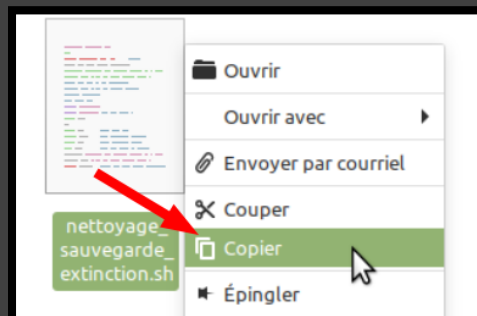 Ouvrir
Ouvrir avec
Envoyer par courriel
Couper
Copier
Épingler
nettoyage_
sauvegarde_
extinction.sh